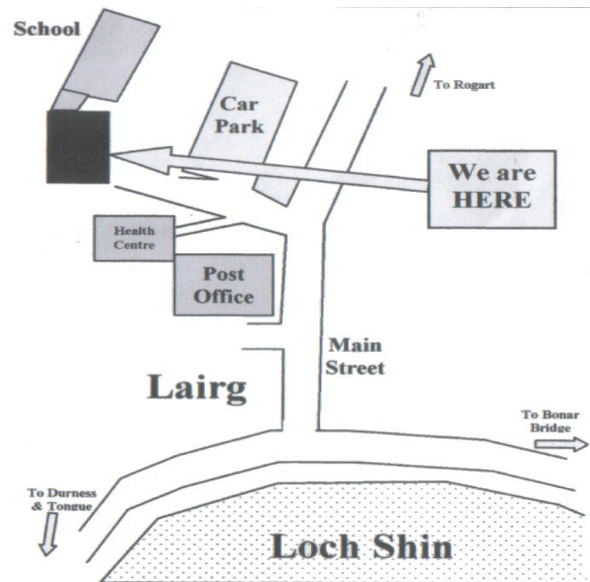 School
To Rogart
Car
Park
We are
HERE
Health
Centre
Post
Office
Main
Street
Lairg
To Bonar
Bridge
To Durness
& Tongue
Loch Shin